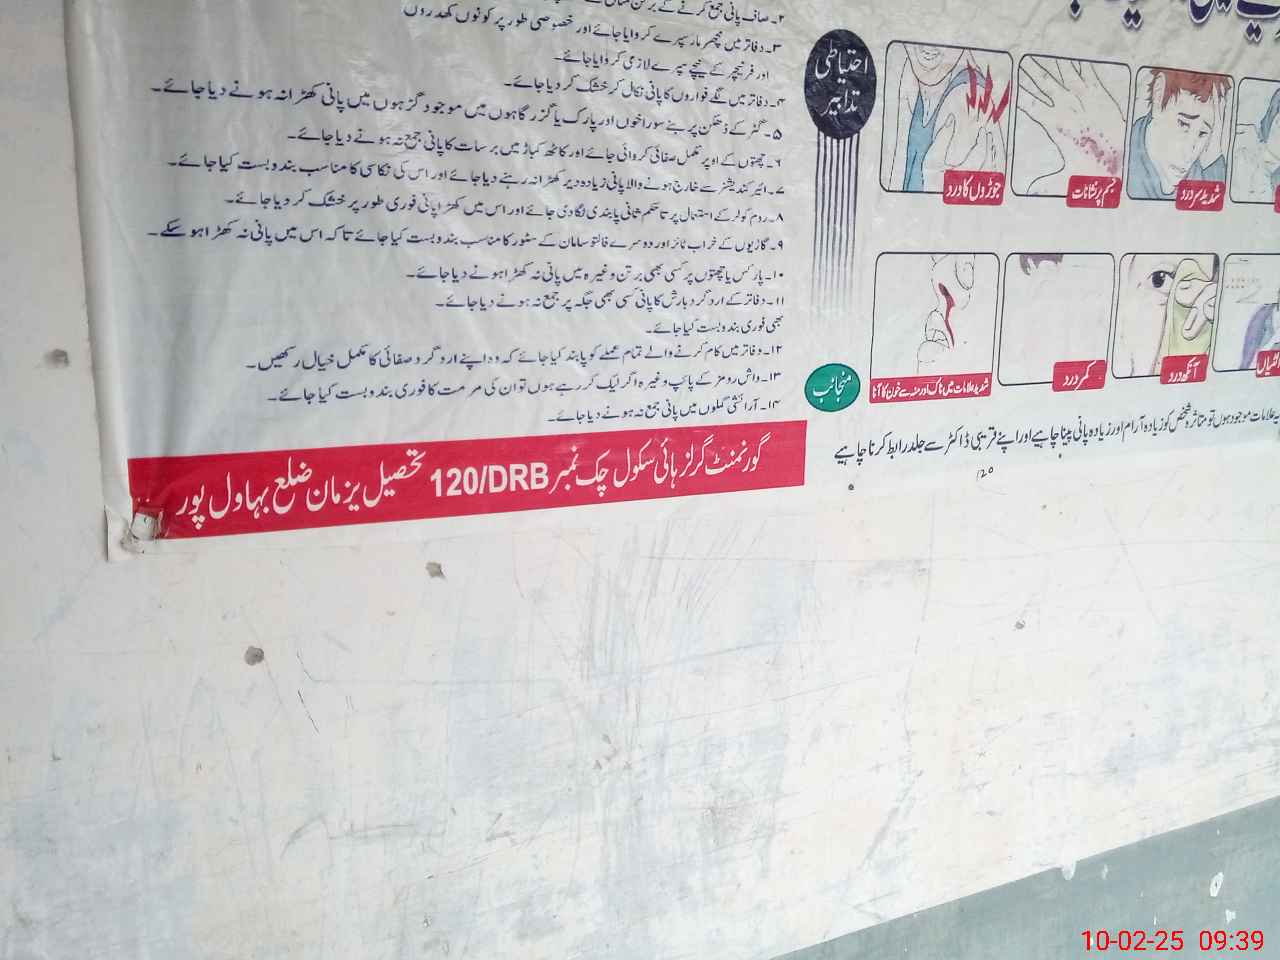 ۲۔ صاف پانی جمع کرنے کے برتن
۳۔ دفاتر میں مچھر مار سپرے کروایا جائے اور خصوصی طور پر کونوں کھدروں
اور فرنیچر کے نیچے سپرے لازمی کروایا جائے۔
۴۔ دفاتر میں لگے فواروں کا پانی نکال کر خشک کر دیا جائے۔
۵۔ گٹر کے ڈھکن پر بنے سوراخوں اور پارک یا گزر گاہوں میں موجود گڑھوں میں پانی کھڑا نہ ہونے دیا جائے۔
۶۔ چھتوں کے اوپر مکمل صفائی کروائی جائے اور کاٹھ کباڑ میں برسات کا پانی جمع نہ ہونے دیا جائے۔
۷۔ ائیر کنڈیشنر سے خارج ہونے والا پانی زیادہ دیر کھڑا نہ رہنے دیا جائے اور اس کی نکاسی کا مناسب بندوبست کیا جائے۔
۸۔ روم کولر کے استعمال پر تا حکم ثانی پابندی لگا دی جائے اور اس میں کھڑا پانی فوری طور پر خشک کر دیا جائے۔
۹۔ گاڑیوں کے خراب ٹائر اور دوسرے فالتو سامان کے سٹور کا مناسب بندوبست کیا جائے تاکہ اس میں پانی نہ کھڑا ہو سکے۔
۱۰۔ پارکس یا چھتوں پر کسی بھی برتن وغیرہ میں پانی نہ کھڑا ہونے دیا جائے۔
۱۱۔ دفاتر کے ارد گرد بارش کا پانی کسی بھی جگہ پر جمع نہ ہونے دیا جائے۔
بھی فوری بندوبست کیا جائے۔
۱۲۔ دفاتر میں کام کرنے والے تمام عملے کو پابند کیا جائے کہ وہ اپنے ارد گرد صفائی کا مکمل خیال رکھیں۔
۱۳۔ واش رومز کے پائپ وغیرہ اگر لیک کر رہے ہوں تو ان کی مرمت کا فوری بندوبست کیا جائے۔
۱۴۔ آرائشی گملوں میں پانی جمع نہ ہونے دیا جائے۔
احتیاطی
تدابیر
جوڑوں کا درد
جسم پر نشانات
شدید سر درد
شدید علامات میں ناک اور منہ سے خون کا آنا
کمر درد
آنکھ درد
منجانب
یہ علامات موجود ہوں تو متاثرہ شخص کو زیادہ آرام اور زیادہ پانی پینا چاہیے اور اپنے قریبی ڈاکٹر سے جلد رابطہ کرنا چاہیے
گورنمنٹ گرلز ہائی سکول چک نمبر 120/DRB تحصیل یزمان ضلع بہاول پور
10-02-25 09:39